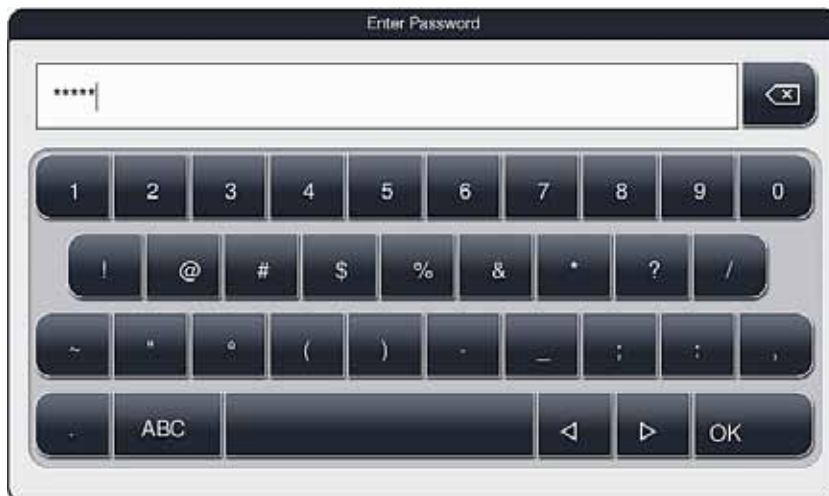 Enter Password
*****
1 2 3 4 5 6 7 8 9 0
! @ # $ % & * ? /
~ " ° ( ) - _ ; : ,
. ABC OK